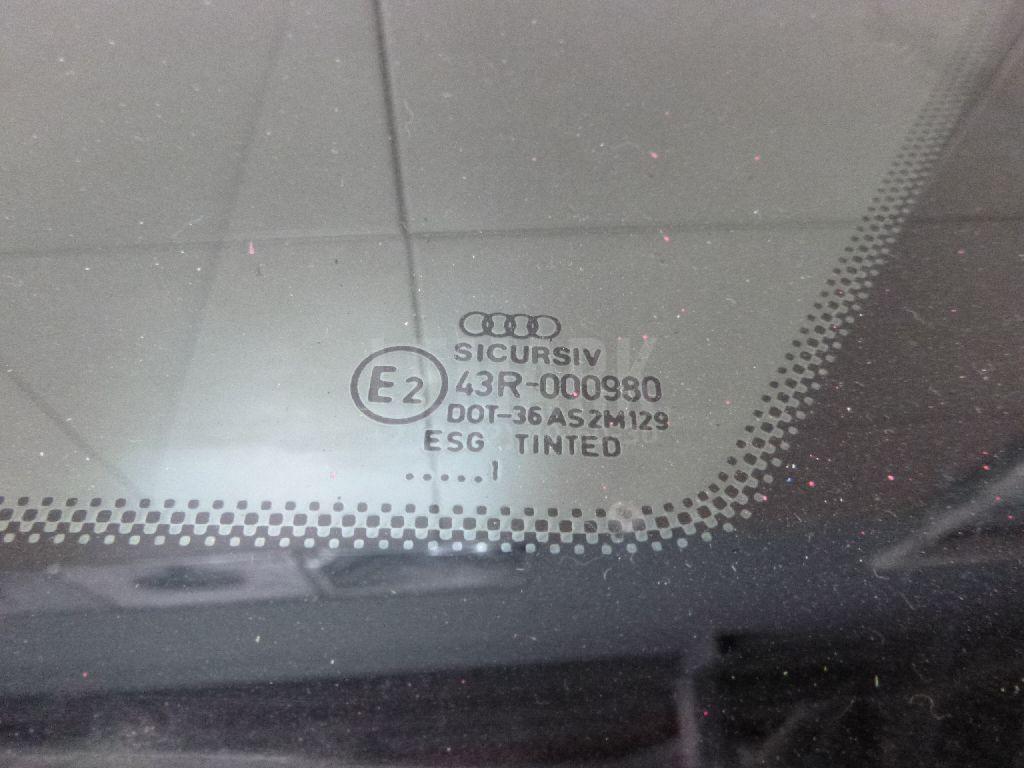 SICURSIV
E2 43R-000980
DOT-36 AS2M129
ESG TINTED
.....1